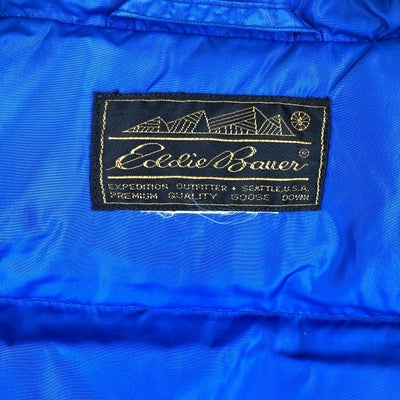 Eddie Bauer®
EXPEDITION OUTFITTER • SEATTLE, U.S.A.
PREMIUM QUALITY GOOSE DOWN